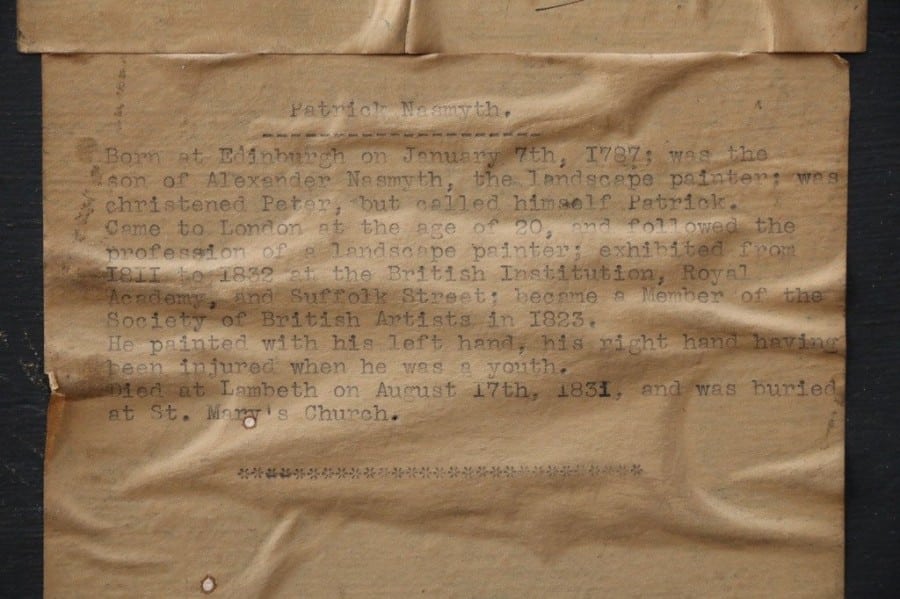 Patrick Nasmyth.
--------------------
Born at Edinburgh on January 7th, 1787; was the
son of Alexander Nasmyth, the landscape painter; was
christened Peter, but called himself Patrick.
Came to London at the age of 20, and followed the
profession of a landscape painter; exhibited from
1811 to 1832 at the British Institution, Royal
Academy, and Suffolk Street; became a Member of the
Society of British Artists in 1823.
He painted with his left hand, his right hand having
been injured when he was a youth.
Died at Lambeth on August 17th, 1831, and was buried
at St. Mary's Church.